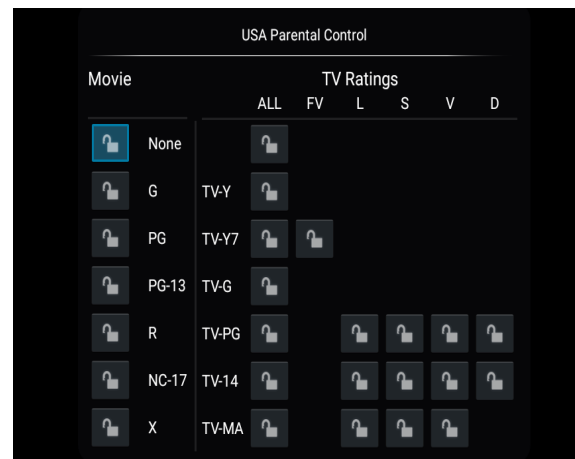 USA Parental Control
Movie TV Ratings
ALL FV L S V D
None
G TV-Y
PG TV-Y7
PG-13 TV-G
R TV-PG
NC-17 TV-14
X TV-MA